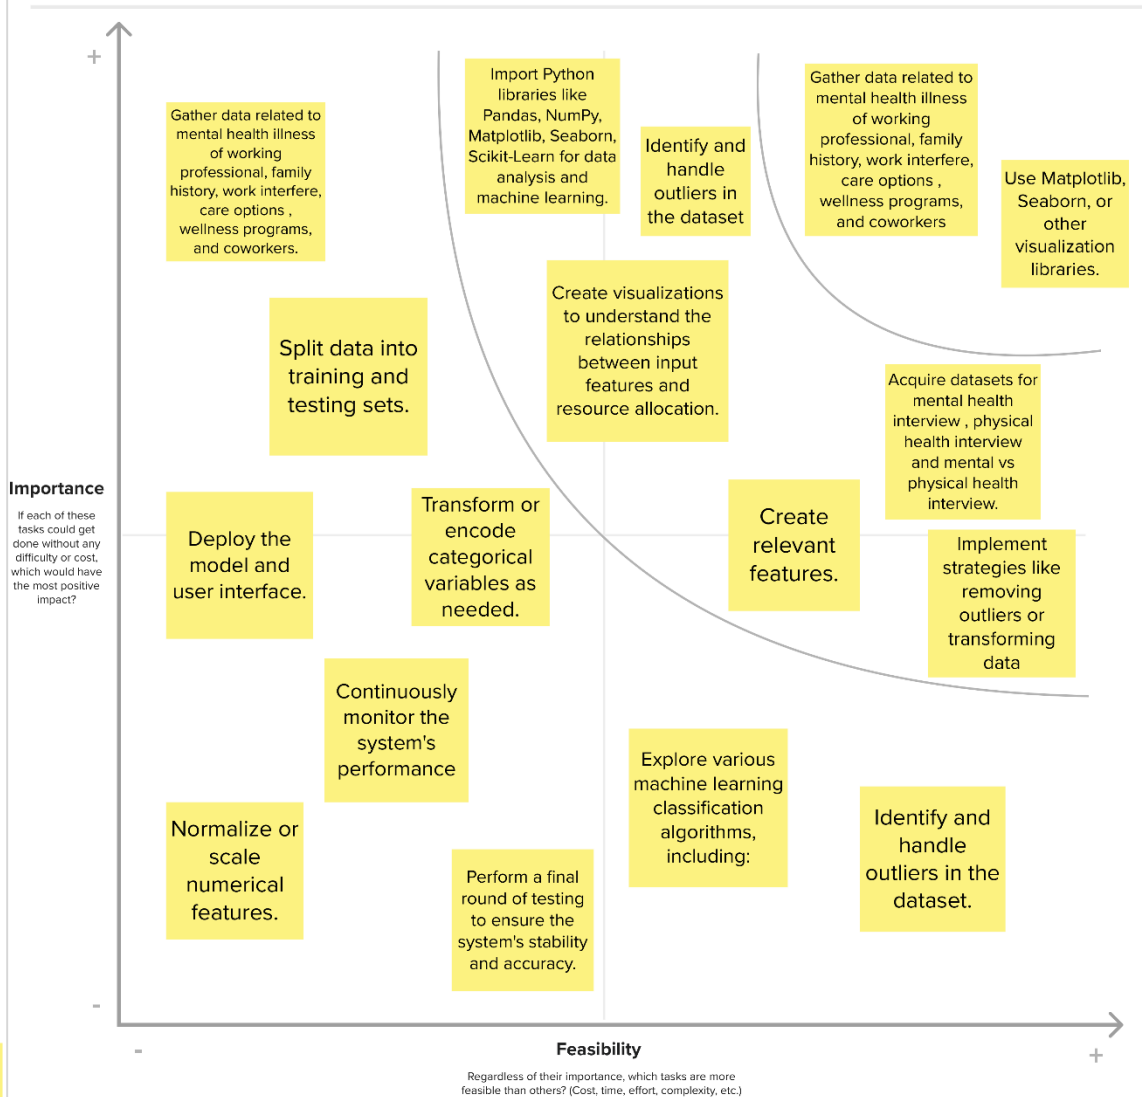 +
Gather data related to
mental health illness
of working
professional, family
history, work interfere,
care options ,
wellness programs,
and coworkers.
Import Python
libraries like
Pandas, NumPy,
Matplotlib, Seaborn,
Scikit-Learn for data
analysis and
machine learning.
Identify and
handle
outliers in
the dataset
Gather data related to
mental health illness
of working
professional, family
history, work interfere,
care options ,
wellness programs,
and coworkers
Use Matplotlib,
Seaborn, or
other
visualization
libraries.
Split data into
training and
testing sets.
Create visualizations
to understand the
relationships
between input
features and
resource allocation.
Acquire datasets for
mental health
interview , physical
health interview
and mental vs
physical health
interview.
Importance
If each of these
tasks could get
done without any
difficulty or cost,
which would have
the most positive
impact?
Deploy the
model and
user interface.
Transform or
encode
categorical
variables as
needed.
Create
relevant
features.
Implement
strategies like
removing
outliers or
transforming
data
Continuously
monitor the
system's
performance
Explore various
machine learning
classification
algorithms,
including:
Identify and
handle
outliers in the
dataset.
Normalize or
scale
numerical
features.
Perform a final
round of testing
to ensure the
system's stability
and accuracy.
-
-
Feasibility
+
Regardless of their importance, which tasks are more
feasible than others? (Cost, time, effort, complexity, etc.)